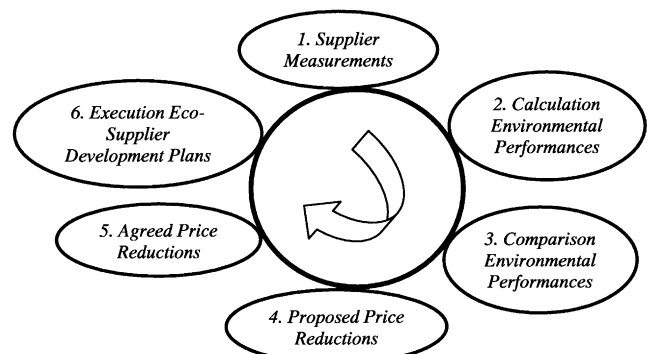 1. Supplier
Measurements
2. Calculation
Environmental
Performances
3. Comparison
Environmental
Performances
4. Proposed Price
Reductions
5. Agreed Price
Reductions
6. Execution Eco-
Supplier
Development Plans